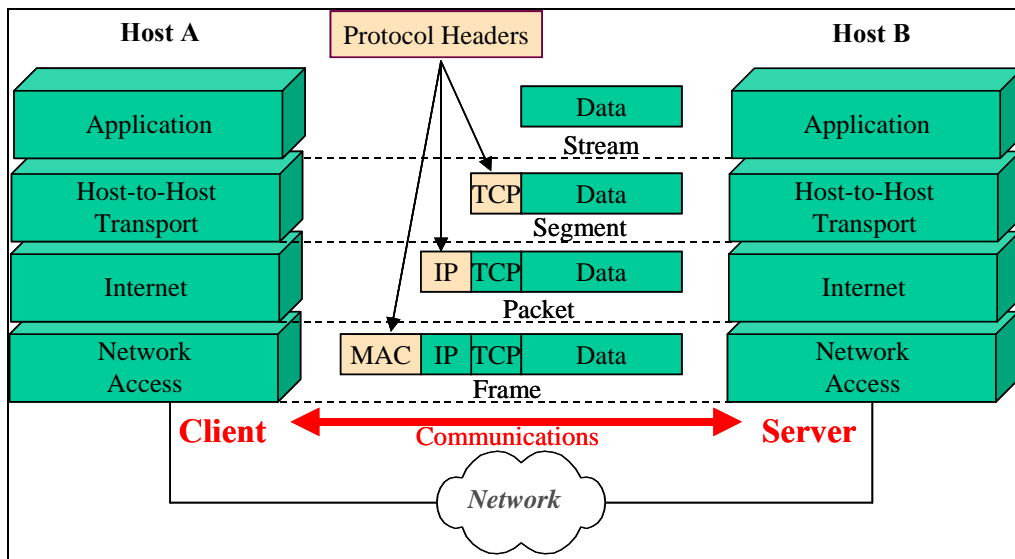 Host A
Protocol Headers
Host B
Application
Data
Application
Stream
Host-to-Host
Transport
TCP
Data
Host-to-Host
Transport
Segment
Internet
IP
TCP
Data
Internet
Packet
Network
Access
MAC
IP
TCP
Data
Network
Access
Frame
Client
Communications
Server
Network